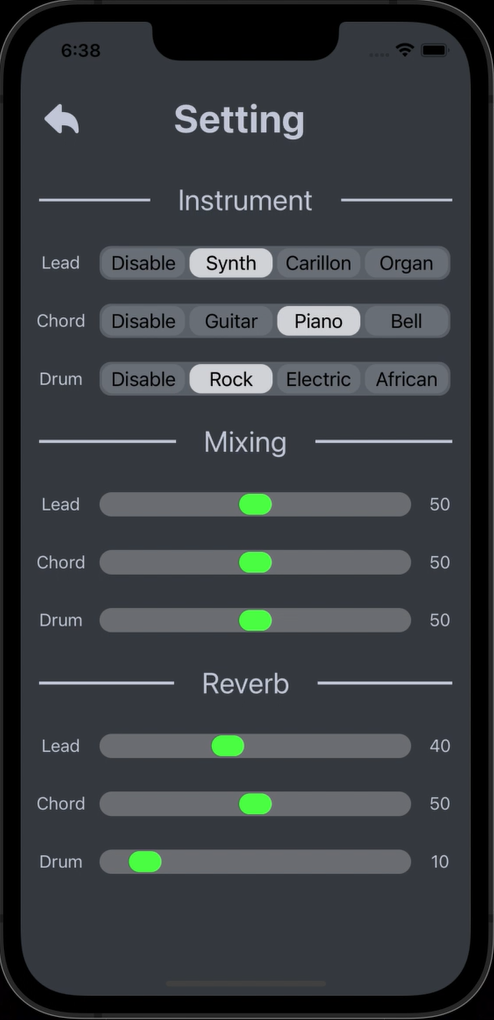 6:38
Setting
Instrument
Lead Disable Synth Carillon Organ
Chord Disable Guitar Piano Bell
Drum Disable Rock Electric African
Mixing
Lead 50
Chord 50
Drum 50
Reverb
Lead 40
Chord 50
Drum 10